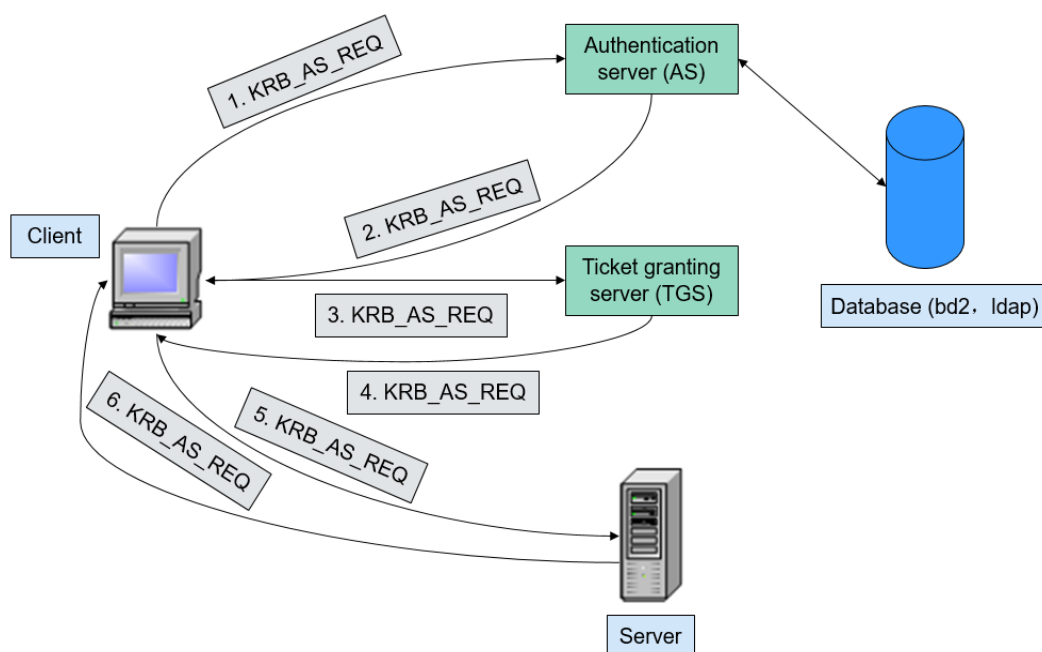 Authentication
server (AS)
1. KRB_AS_REQ
2. KRB_AS_REQ
Client
Ticket granting
server (TGS)
3. KRB_AS_REQ
Database (bd2，ldap)
4. KRB_AS_REQ
5. KRB_AS_REQ
6. KRB_AS_REQ
Server